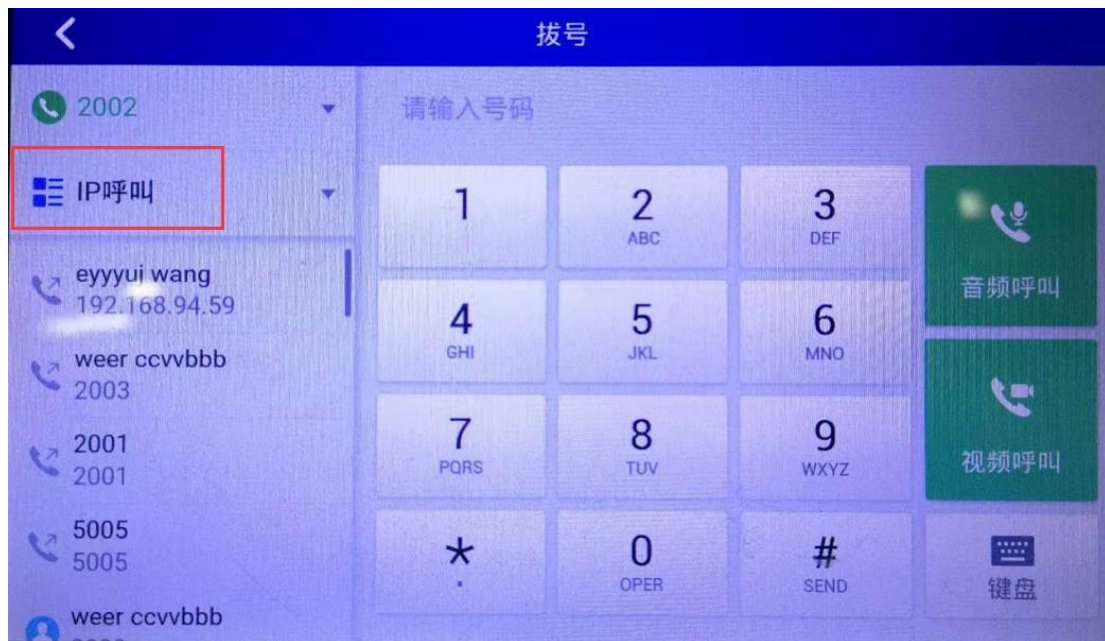 拔号
2002
请输入号码
IP呼叫
eyyyui wang
192.168.94.59
weer ccvvbbb
2003
2001
2001
5005
5005
weer ccvvbbb
1
2
ABC
3
DEF
4
GHI
5
JKL
6
MNO
7
PQRS
8
TUV
9
WXYZ
*
.
0
OPER
#
SEND
音频呼叫
视频呼叫
键盘